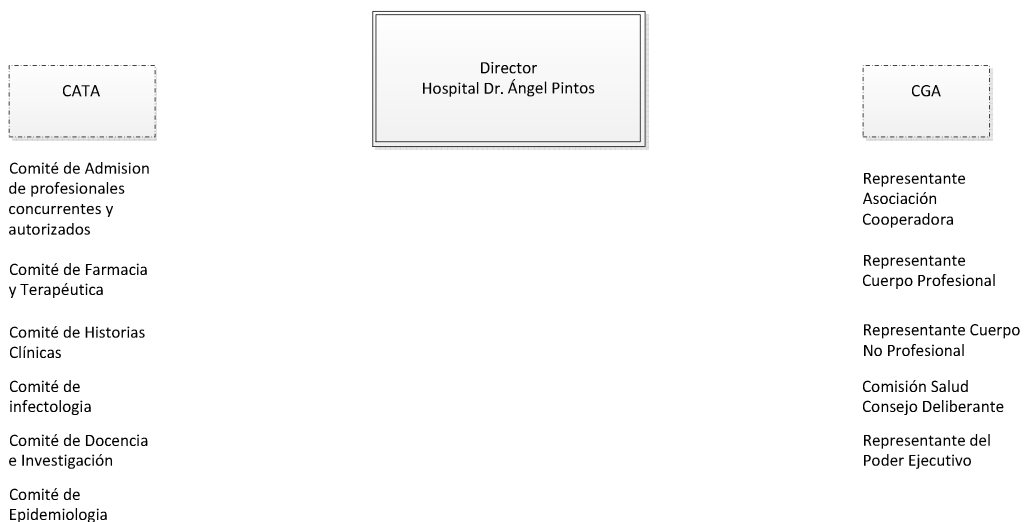 Director
Hospital Dr. Ángel Pintos
CATA
Comité de Admision
de profesionales
concurrentes y
autorizados
Comité de Farmacia
y Terapéutica
Comité de Historias
Clínicas
Comité de
infectologia
Comité de Docencia
e Investigación
Comité de
Epidemiologia
CGA
Representante
Asociación
Cooperadora
Representante
Cuerpo Profesional
Representante Cuerpo
No Profesional
Comisión Salud
Consejo Deliberante
Representante del
Poder Ejecutivo